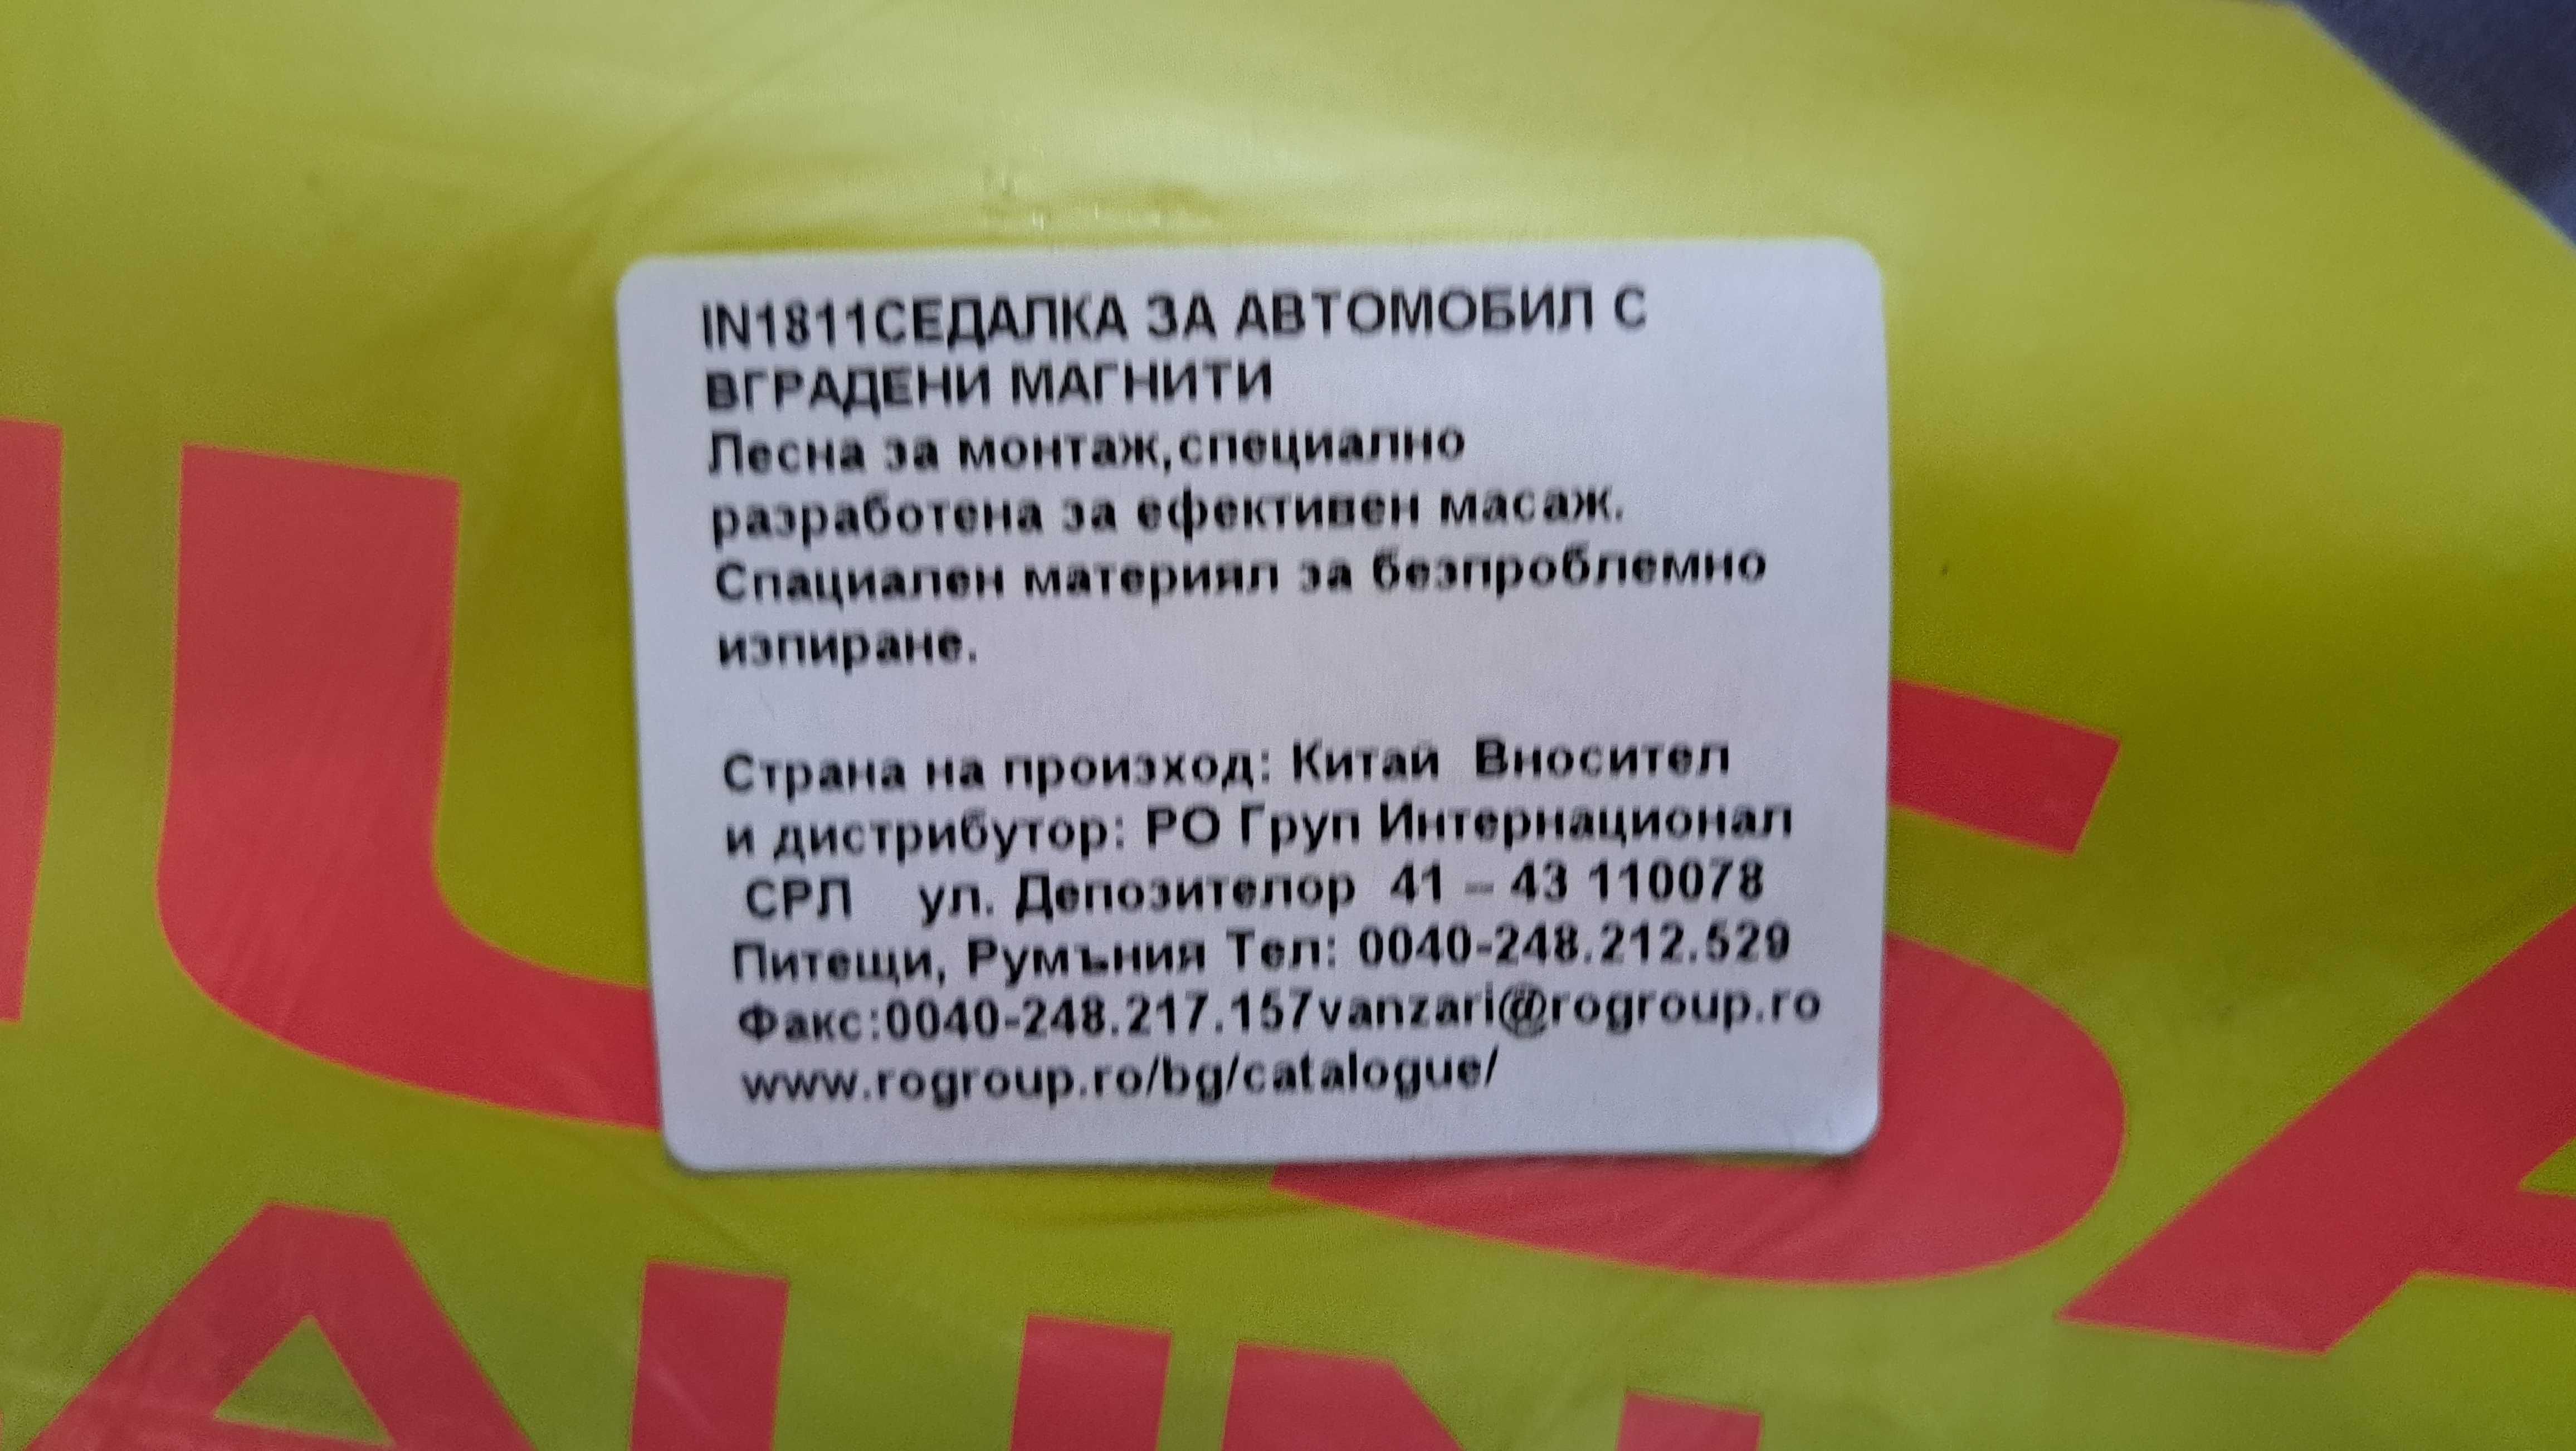 IN1811СЕДАЛКА ЗА АВТОМОБИЛ С
ВГРАДЕНИ МАГНИТИ
Лесна за монтаж,специално
разработена за ефективен масаж.
Спациален материял за безпроблемно
изпиране.
Страна на произход: Китай Вносител
и дистрибутор: РО Груп Интернационал
СРЛ ул. Депозителор 41 – 43 110078
Питещи, Румъния Тел: 0040-248.212.529
Факс:0040-248.217.157vanzari@rogroup.ro
www.rogroup.ro/bg/catalogue/